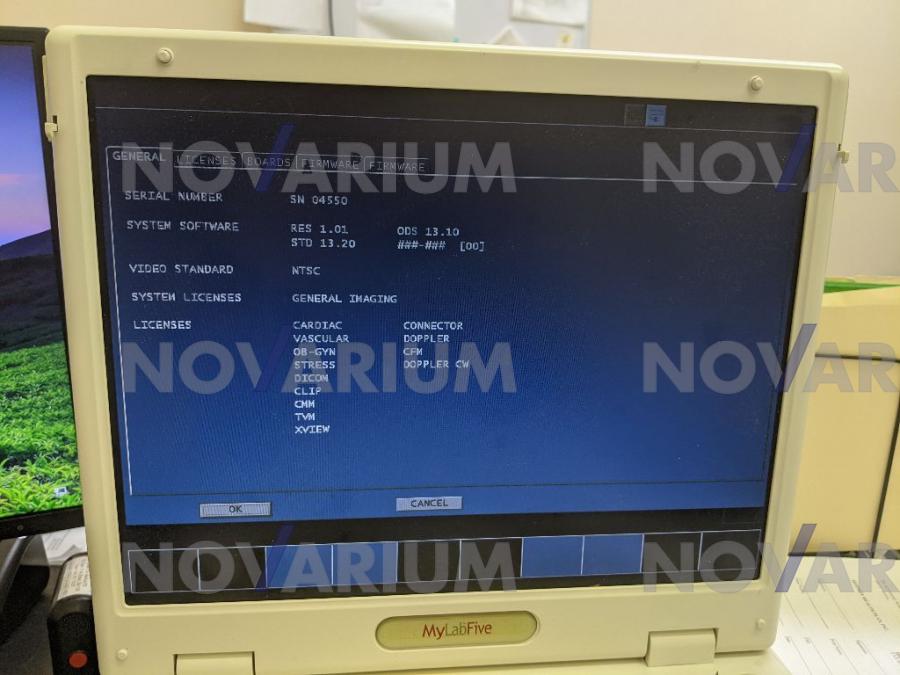 GENERAL LICENSES BOARDS FIRMWARE FIRMWARE
SERIAL NUMBER SN 04550
SYSTEM SOFTWARE RES 1.01 ODS 13.10
STD 13.20 ###-### [00]
VIDEO STANDARD NTSC
SYSTEM LICENSES GENERAL IMAGING
LICENSES CARDIAC CONNECTOR
VASCULAR DOPPLER
OB-GYN CFM
STRESS DOPPLER CW
DICOM
CLIP
CMM
TVM
XVIEW
OK CANCEL
MyLabFive
NOVARIUM NOVAR
NOVARIUM NOVAR
NOVARIUM NOVAR